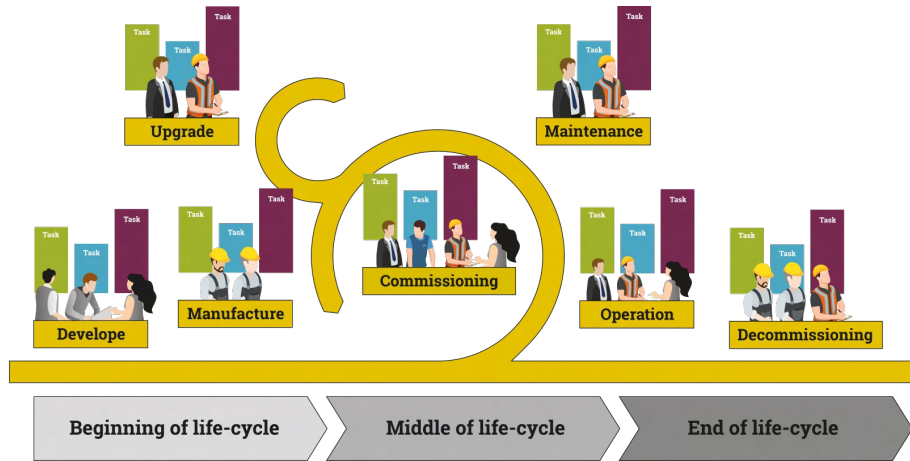 Task
Task
Task
Upgrade
Task
Task
Task
Maintenance
Task
Task
Task
Develope
Task
Task
Task
Manufacture
Task
Task
Task
Commissioning
Task
Task
Task
Operation
Task
Task
Task
Decommissioning
Beginning of life-cycle
Middle of life-cycle
End of life-cycle